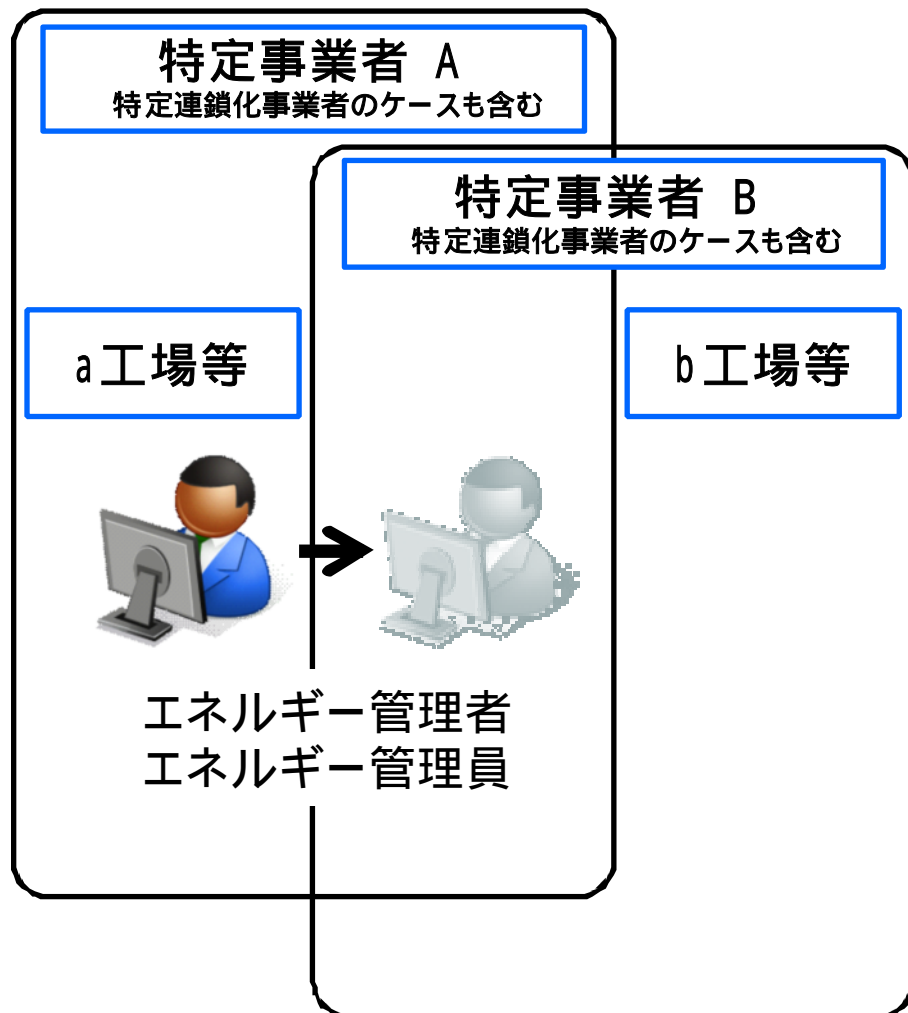 特定事業者 A
特定連鎖化事業者のケースも含む
特定事業者 B
特定連鎖化事業者のケースも含む
a工場等
b工場等
エネルギー管理者
エネルギー管理員